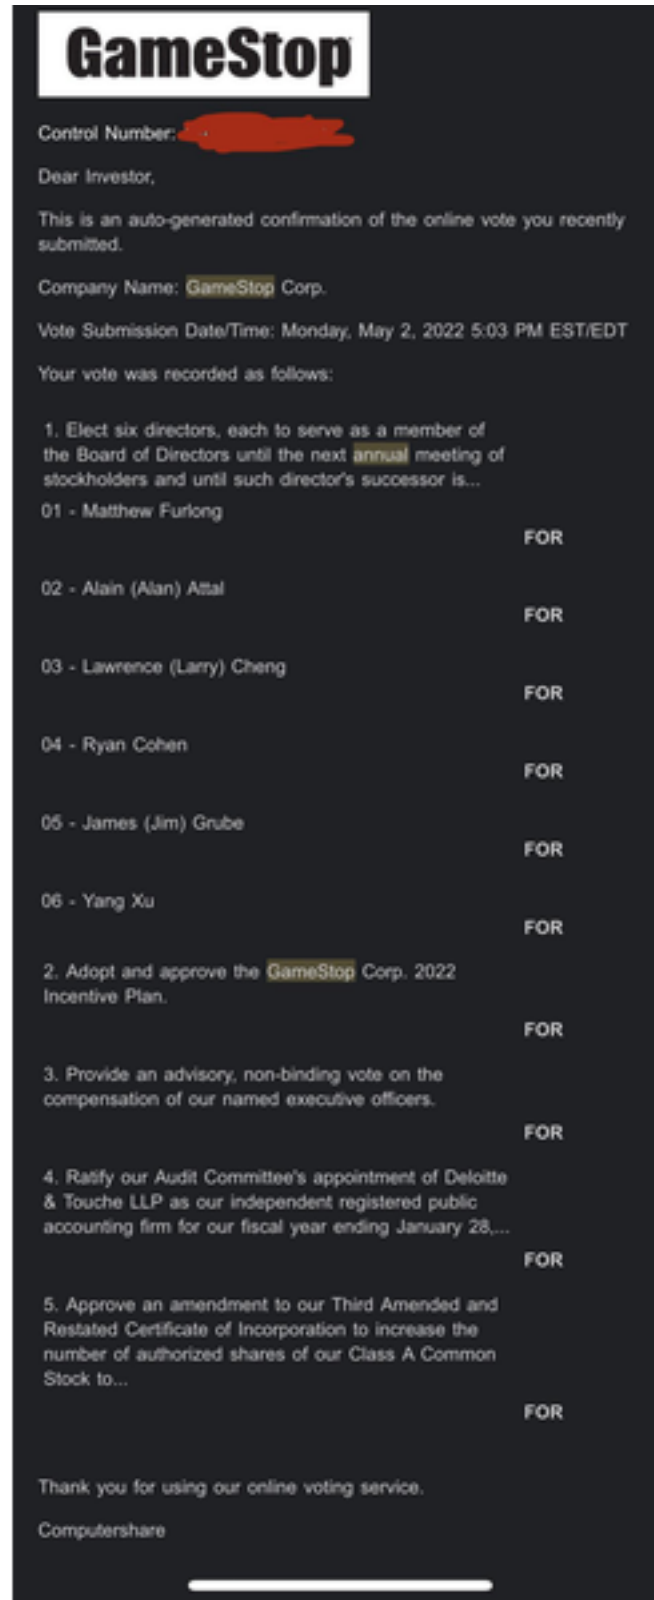 GameStop
Control Number:
Dear Investor,
This is an auto-generated confirmation of the online vote you recently
submitted.
Company Name: GameStop Corp.
Vote Submission Date/Time: Monday, May 2, 2022 5:03 PM EST/EDT
Your vote was recorded as follows:
1. Elect six directors, each to serve as a member of
the Board of Directors until the next annual meeting of
stockholders and until such director's successor is...
01 - Matthew Furlong
FOR
02 - Alain (Alan) Attal
FOR
03 - Lawrence (Larry) Cheng
FOR
04 - Ryan Cohen
FOR
05 - James (Jim) Grube
FOR
06 - Yang Xu
FOR
2. Adopt and approve the GameStop Corp. 2022
Incentive Plan.
FOR
3. Provide an advisory, non-binding vote on the
compensation of our named executive officers.
FOR
4. Ratify our Audit Committee's appointment of Deloitte
& Touche LLP as our independent registered public
accounting firm for our fiscal year ending January 28,...
FOR
5. Approve an amendment to our Third Amended and
Restated Certificate of Incorporation to increase the
number of authorized shares of our Class A Common
Stock to...
FOR
Thank you for using our online voting service.
Computershare